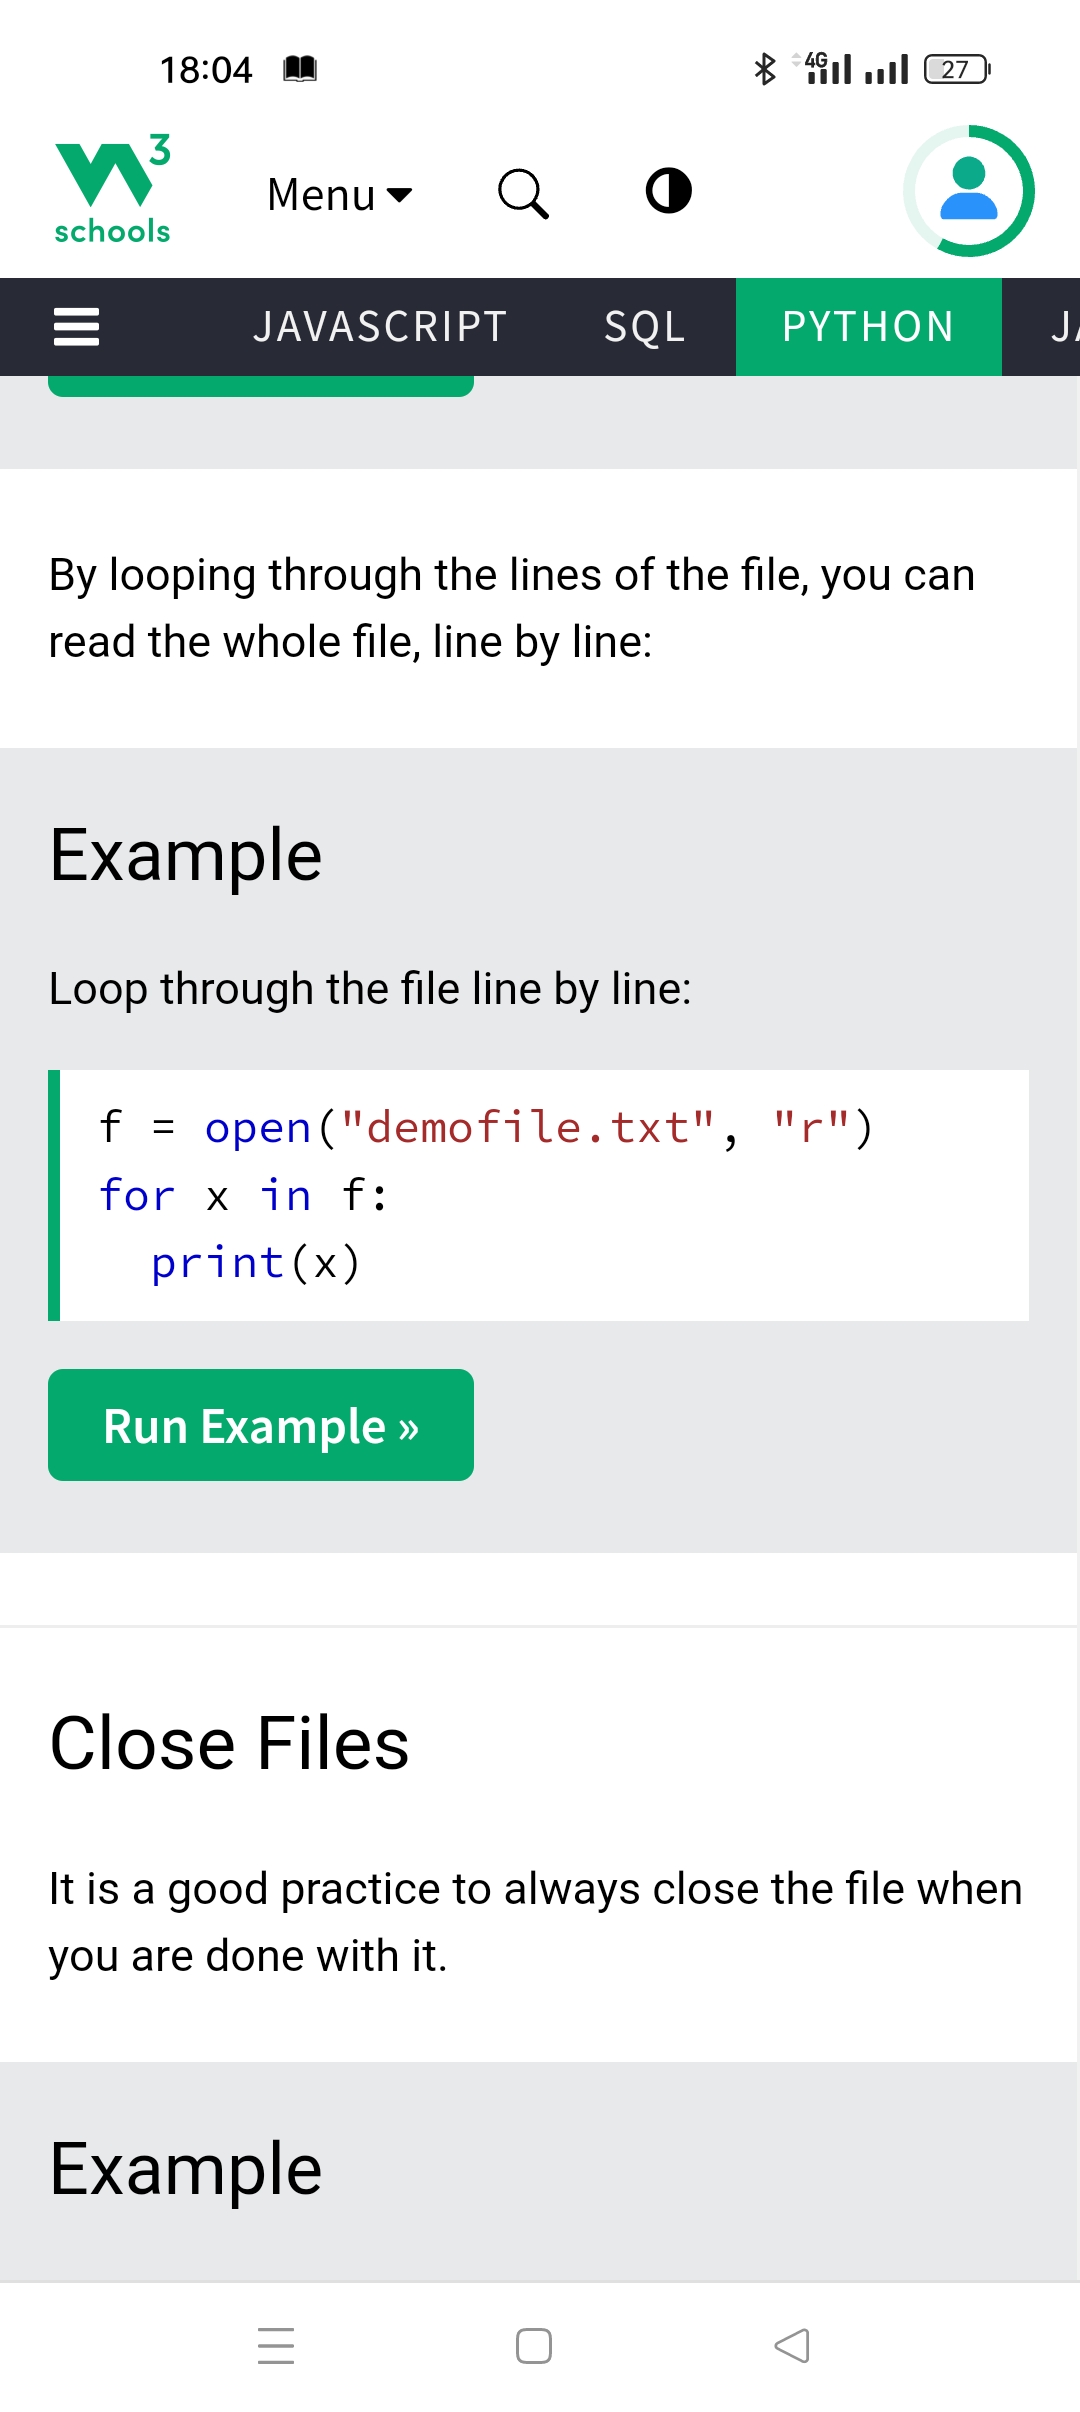 18:04
4G
27
W3
schools
Menu
JAVASCRIPT SQL PYTHON
By looping through the lines of the file, you can
read the whole file, line by line:
Example
Loop through the file line by line:
f = open("demofile.txt", "r")
for x in f:
  print(x)
Run Example »
Close Files
It is a good practice to always close the file when
you are done with it.
Example